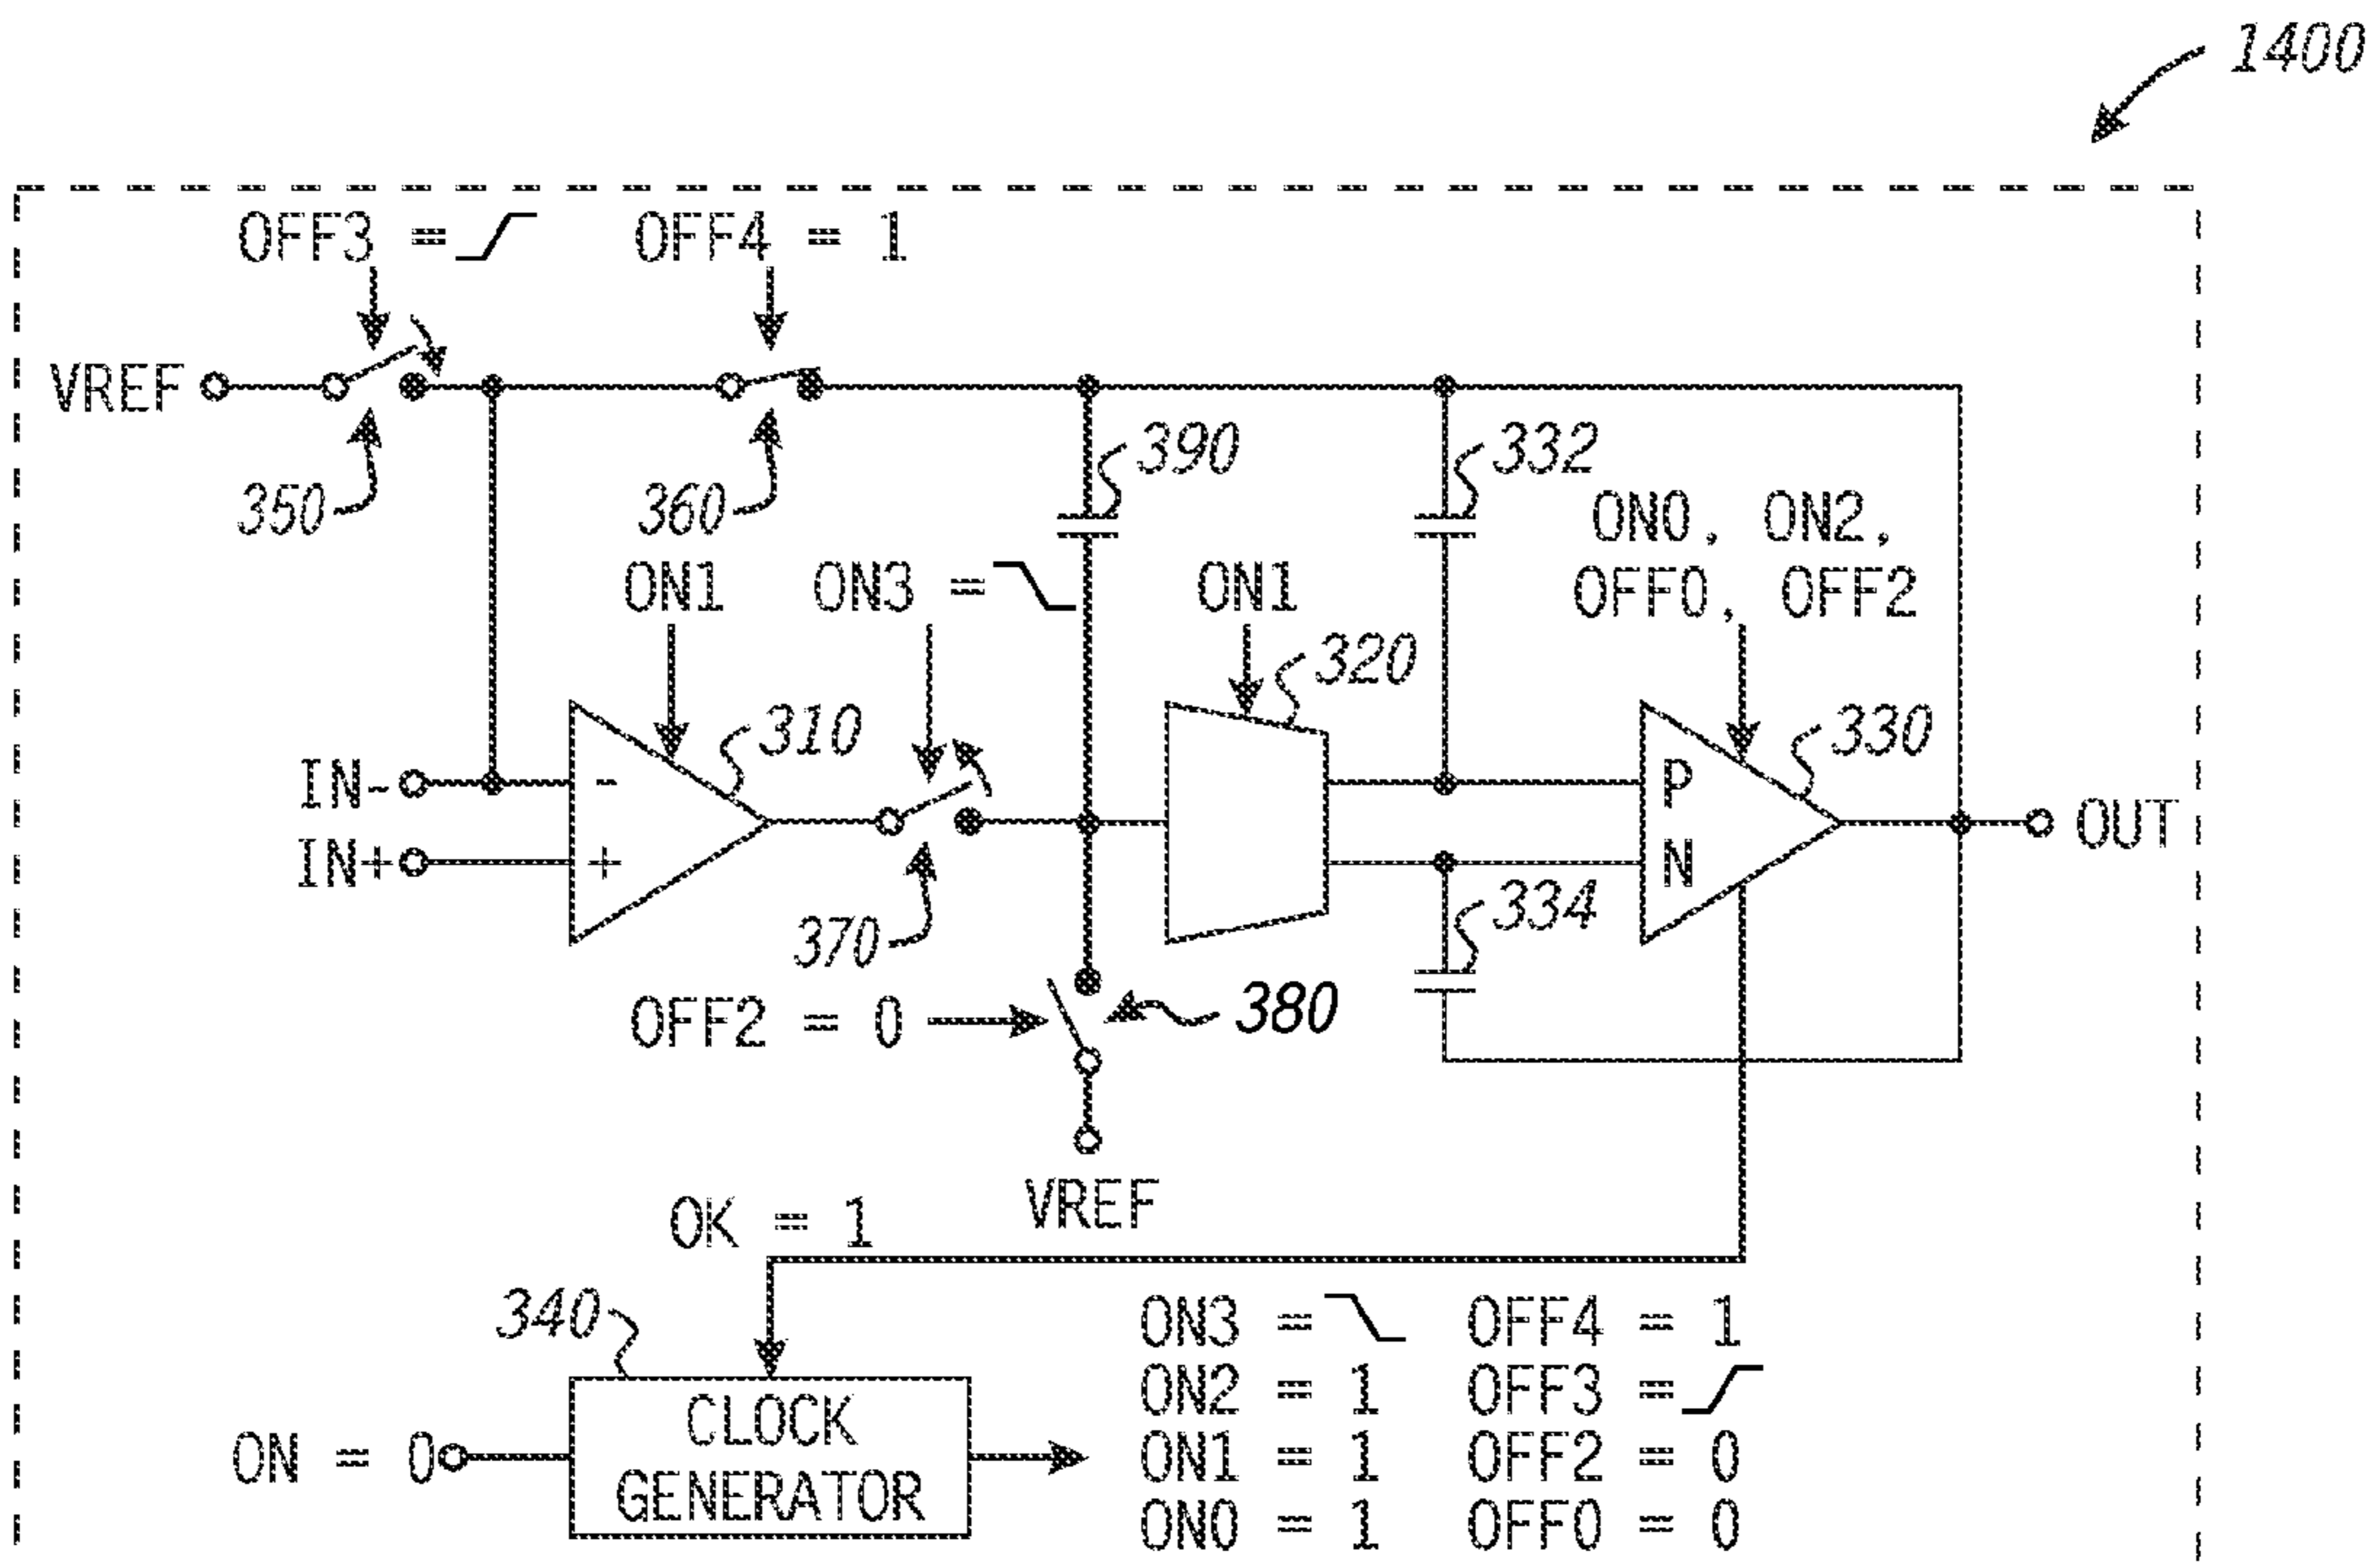 1400
OFF3 = OFF4 = 1
VREF
350 360 390 332
ON0, ON2,
OFF0, OFF2
ON1 ON3 = ON1
320
310 330
IN- - P
IN+ + N OUT
370 334
OFF2 = 0 380
VREF
OK = 1
340
CLOCK
GENERATOR
ON = 0
ON3 = OFF4 = 1
ON2 = 1 OFF3 =
ON1 = 1 OFF2 = 0
ON0 = 1 OFF0 = 0